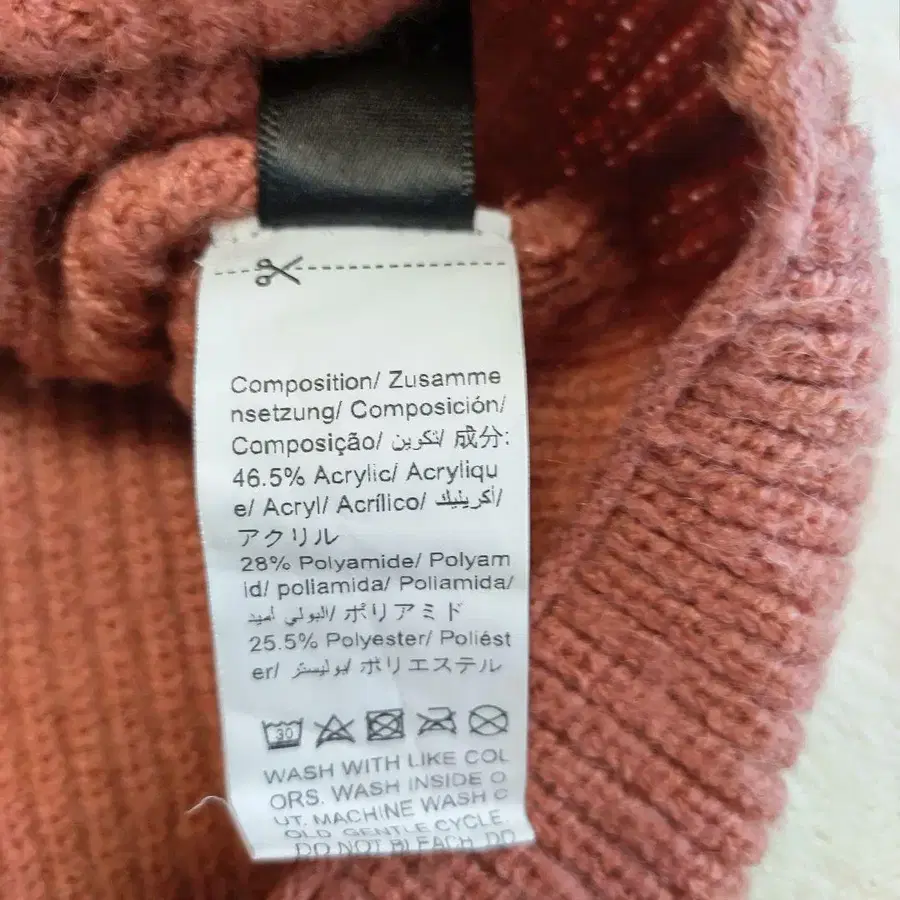 Composition/ Zusamme
nsetzung/ Composición/
Composição/ تكوين/ 成分:
46.5% Acrylic/ Acryliqu
e/ Acryl/ Acrílico/ أكريليك/
アクリル
28% Polyamide/ Polyam
id/ poliamida/ Poliamida/
البولي أميد/ ポリアミド
25.5% Polyester/ Poliést
er/ بوليستر/ ポリエステル
30
WASH WITH LIKE COL
ORS. WASH INSIDE O
UT. MACHINE WASH C
OLD GENTLE CYCLE.
DO NOT BLEACH. DO